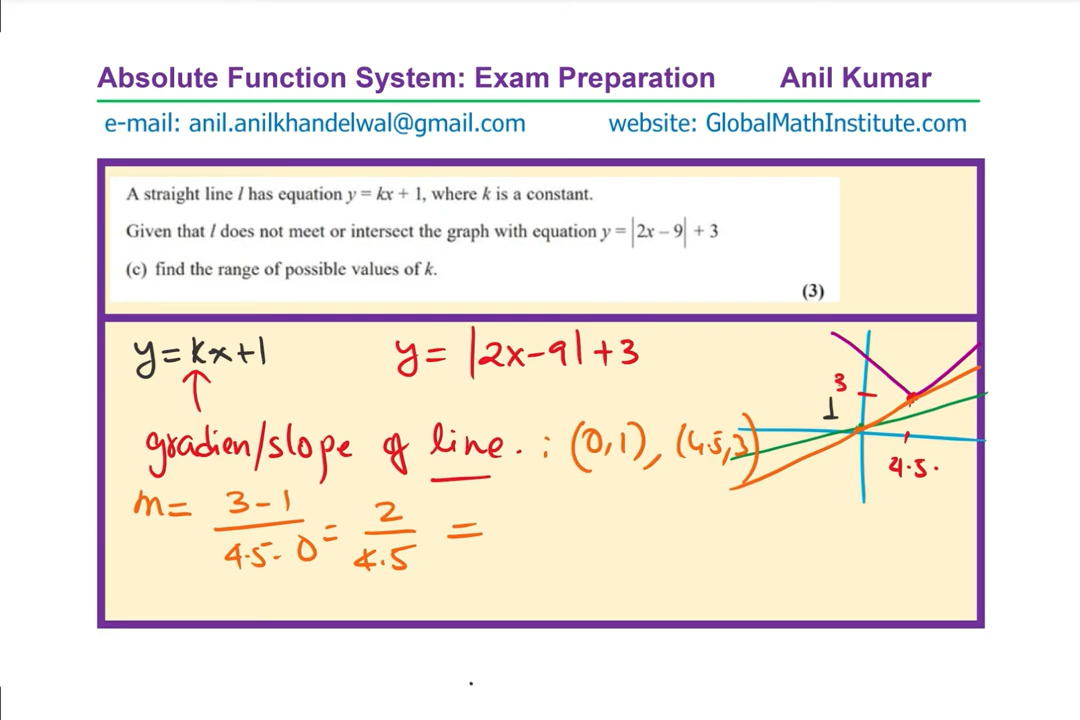 Absolute Function System: Exam Preparation Anil Kumar
e-mail: anil.anilkhandelwal@gmail.com website: GlobalMathInstitute.com
A straight line l has equation y = kx + 1, where k is a constant.
Given that l does not meet or intersect the graph with equation y = |2x – 9| + 3
(c) find the range of possible values of k.
(3)
y=kx+1 y= |2x-9|+3
gradien/slope of line. : (0,1), (4.5,3)
m= 3-1/4.5-0 = 2/4.5 =
3
1
4.5.